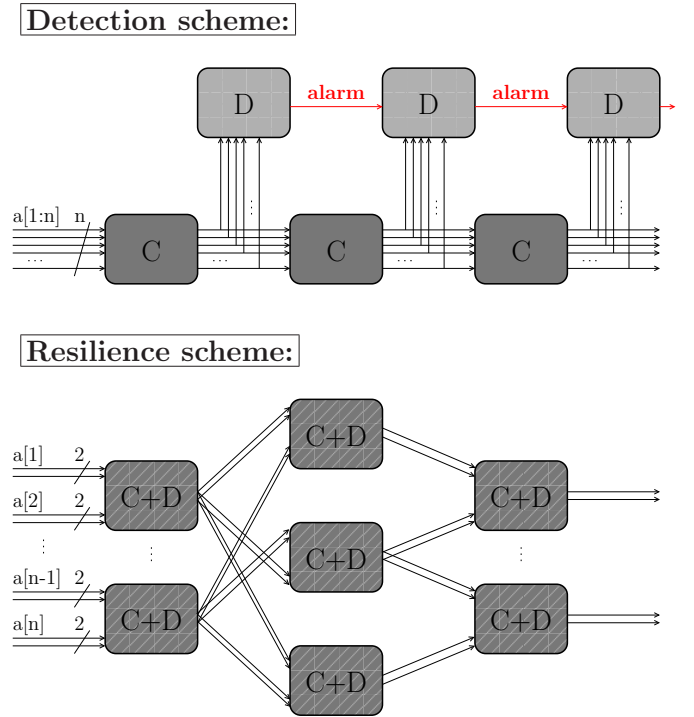 Detection scheme:
D alarm D alarm D
a[1:n] n
C C C
Resilience scheme:
C+D
a[1] 2
C+D C+D
a[2] 2
C+D
a[n-1] 2
C+D C+D
a[n] 2
C+D